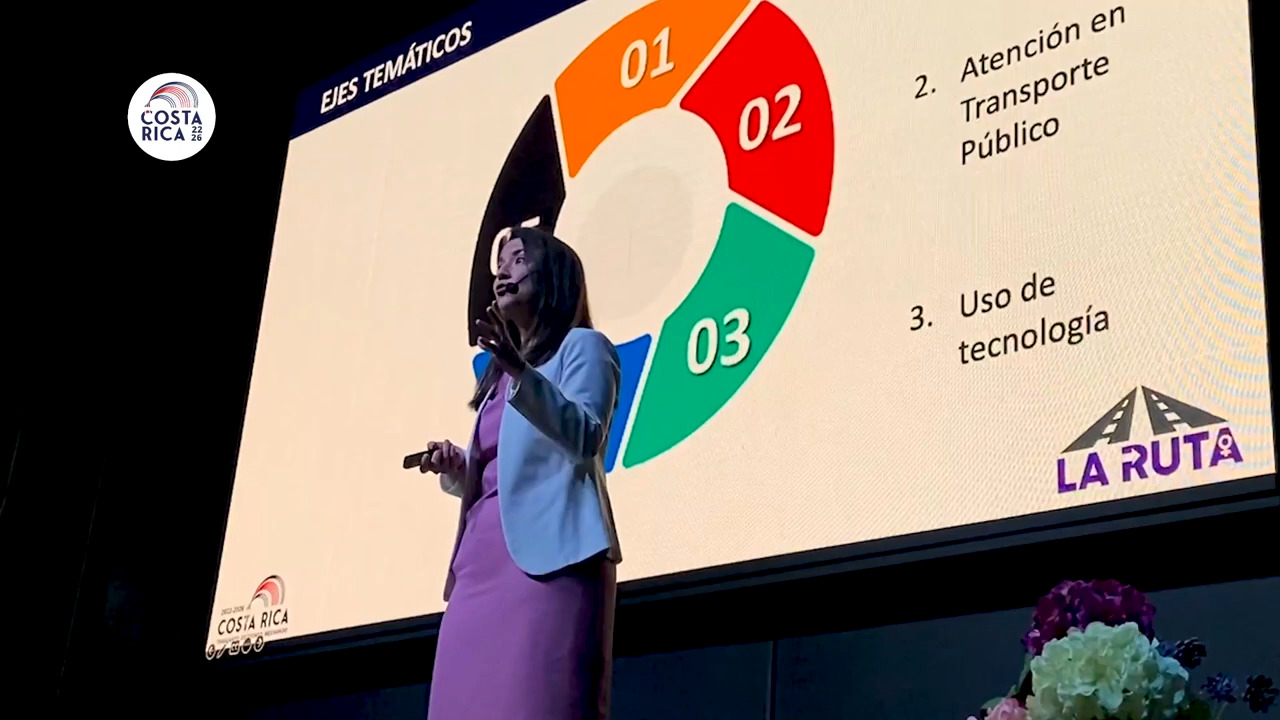 COSTA
RICA 22
26
EJES TEMÁTICOS
01
02
03
2. Atención en
Transporte
Público
3. Uso de
tecnología
LA RUTA
COSTA RICA